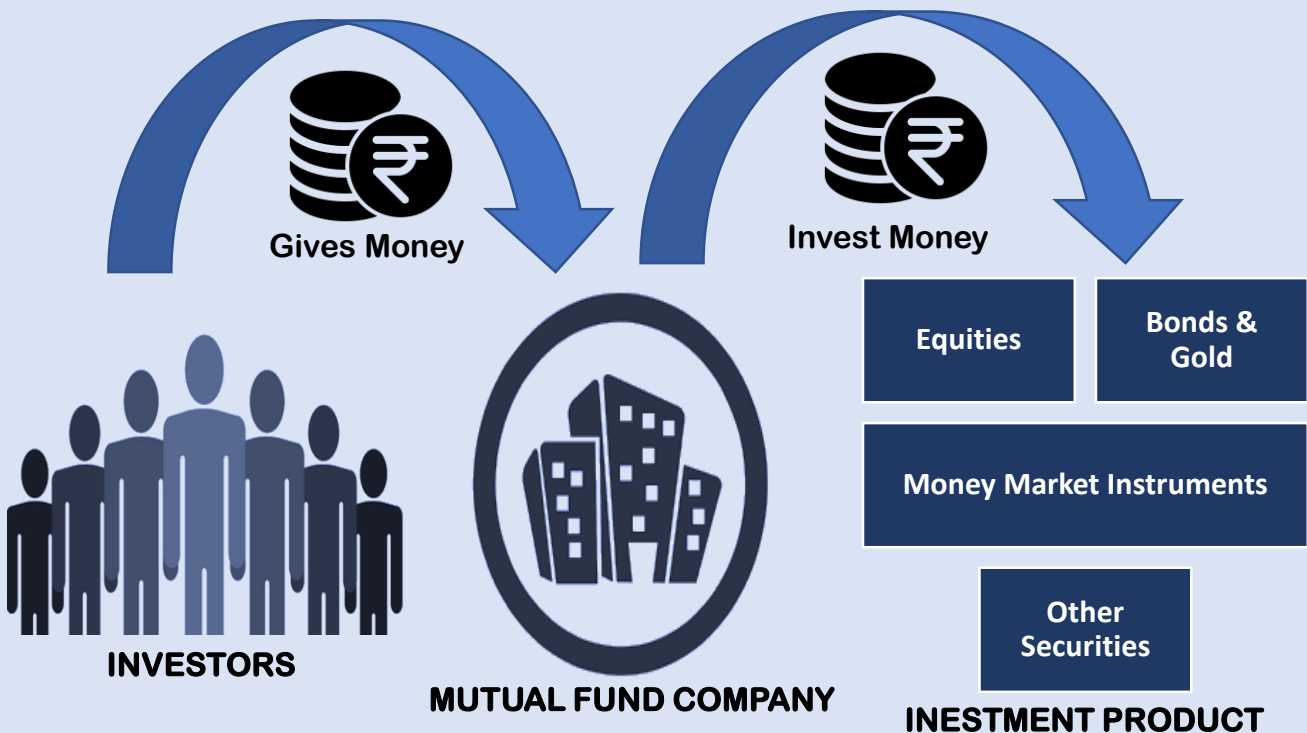 ₹
Gives Money
₹
Invest Money
Equities
Bonds &
Gold
Money Market Instruments
Other
Securities
INVESTORS
MUTUAL FUND COMPANY
INESTMENT PRODUCT